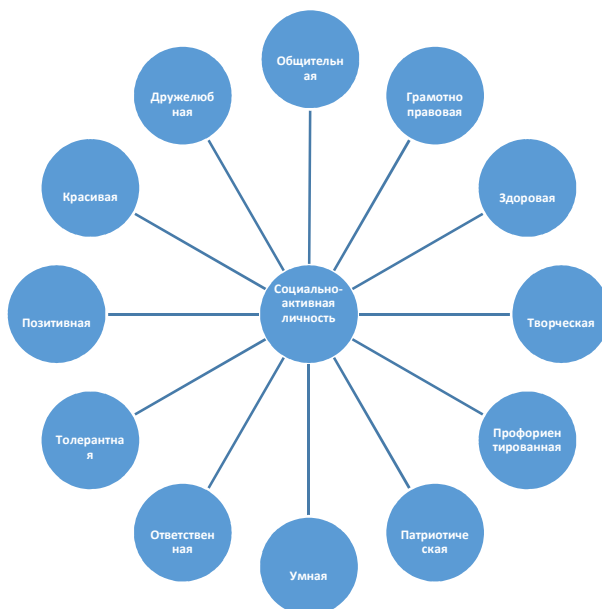 Общительн
ая
Грамотно
правовая
Здоровая
Творческая
Профориен
тированная
Патриотиче
ская
Умная
Ответствен
ная
Толерантна
я
Позитивная
Красивая
Дружелюб
ная
Социально-
активная
личность